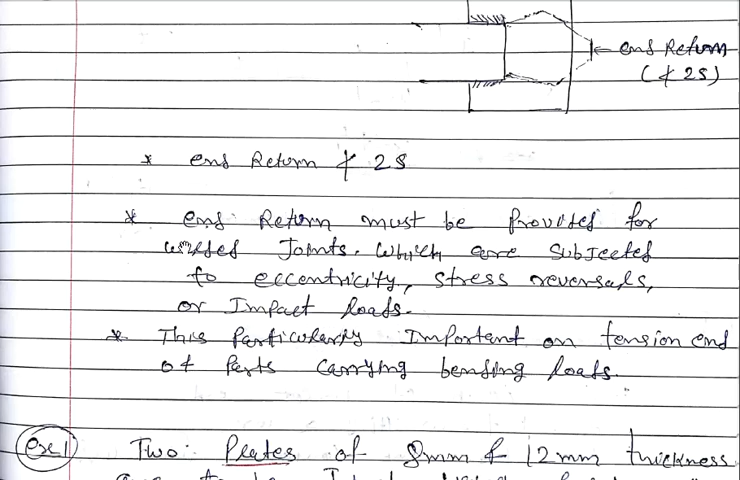 end Return
(≮ 2S)
* end Return ≮ 2S
* end Return must be provided for
welded Joints. which are subjected
to eccentricity, stress reversals,
or Impact loads.
* This Particularly Important on tension end
of Parts carrying bending loads.
Ex1 Two Plates of 8mm & 12mm thickness